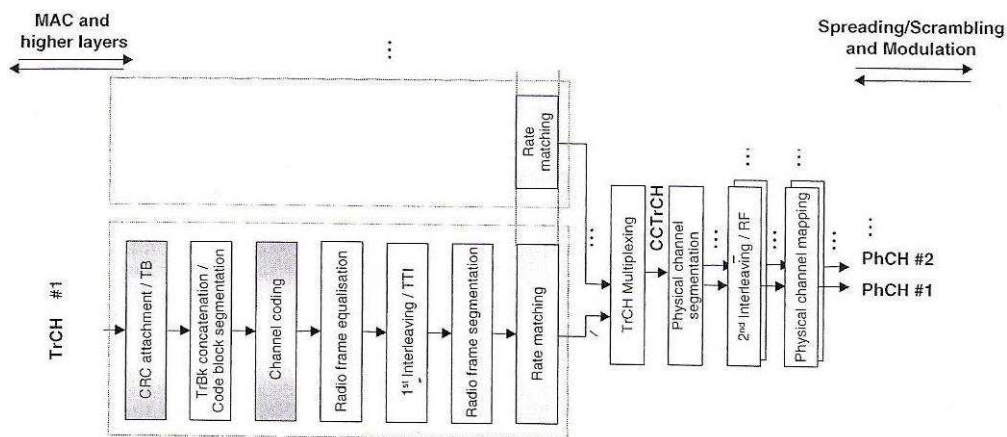 MAC and
higher layers
Spreading/Scrambling
and Modulation
...
Rate
matching
TrCH #1
CRC attachment / TB
TrBk concatenation /
Code block segmentation
Channel coding
Radio frame equalisation
1st Interleaving / TTI
Radio frame segmentation
Rate matching
...
TrCH Multiplexing
CCTrCH
Physical channel
segmentation
...
2nd Interleaving / RF
...
...
Physical channel mapping
...
...
...
PhCH #2
PhCH #1